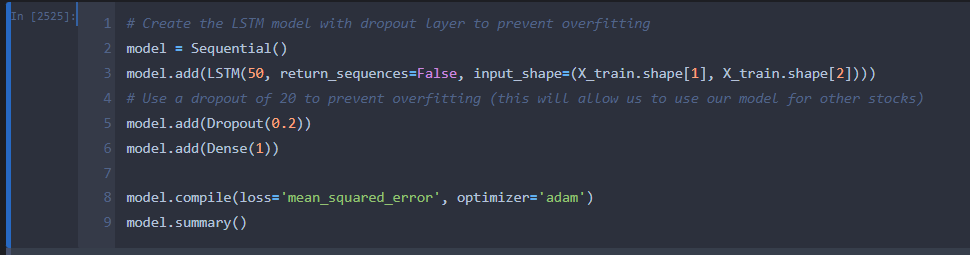 In [2525]:
1 # Create the LSTM model with dropout layer to prevent overfitting
2 model = Sequential()
3 model.add(LSTM(50, return_sequences=False, input_shape=(X_train.shape[1], X_train.shape[2])))
4 # Use a dropout of 20 to prevent overfitting (this will allow us to use our model for other stocks)
5 model.add(Dropout(0.2))
6 model.add(Dense(1))
7
8 model.compile(loss='mean_squared_error', optimizer='adam')
9 model.summary()